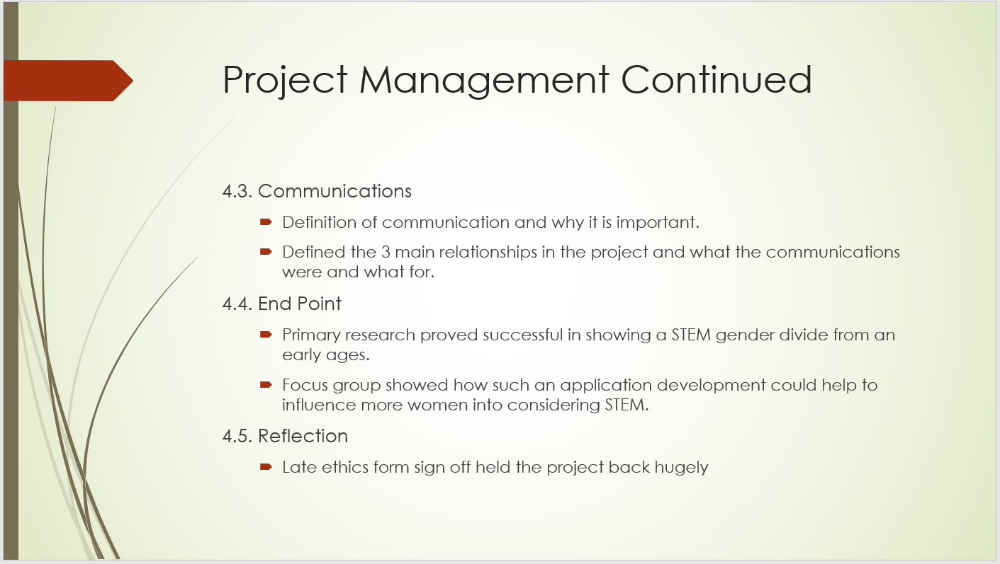 Project Management Continued
4.3. Communications
Definition of communication and why it is important.
Defined the 3 main relationships in the project and what the communications
were and what for.
4.4. End Point
Primary research proved successful in showing a STEM gender divide from an
early ages.
Focus group showed how such an application development could help to
influence more women into considering STEM.
4.5. Reflection
Late ethics form sign off held the project back hugely